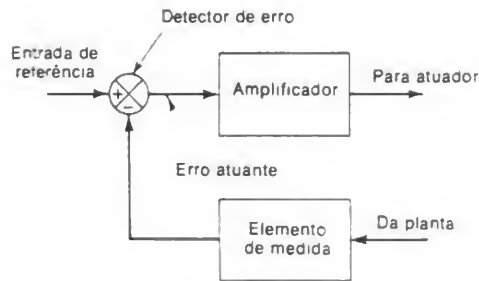 Detector de erro
Entrada de
referência
+
−
Amplificador
Para atuador
Erro atuante
Elemento
de medida
Da planta